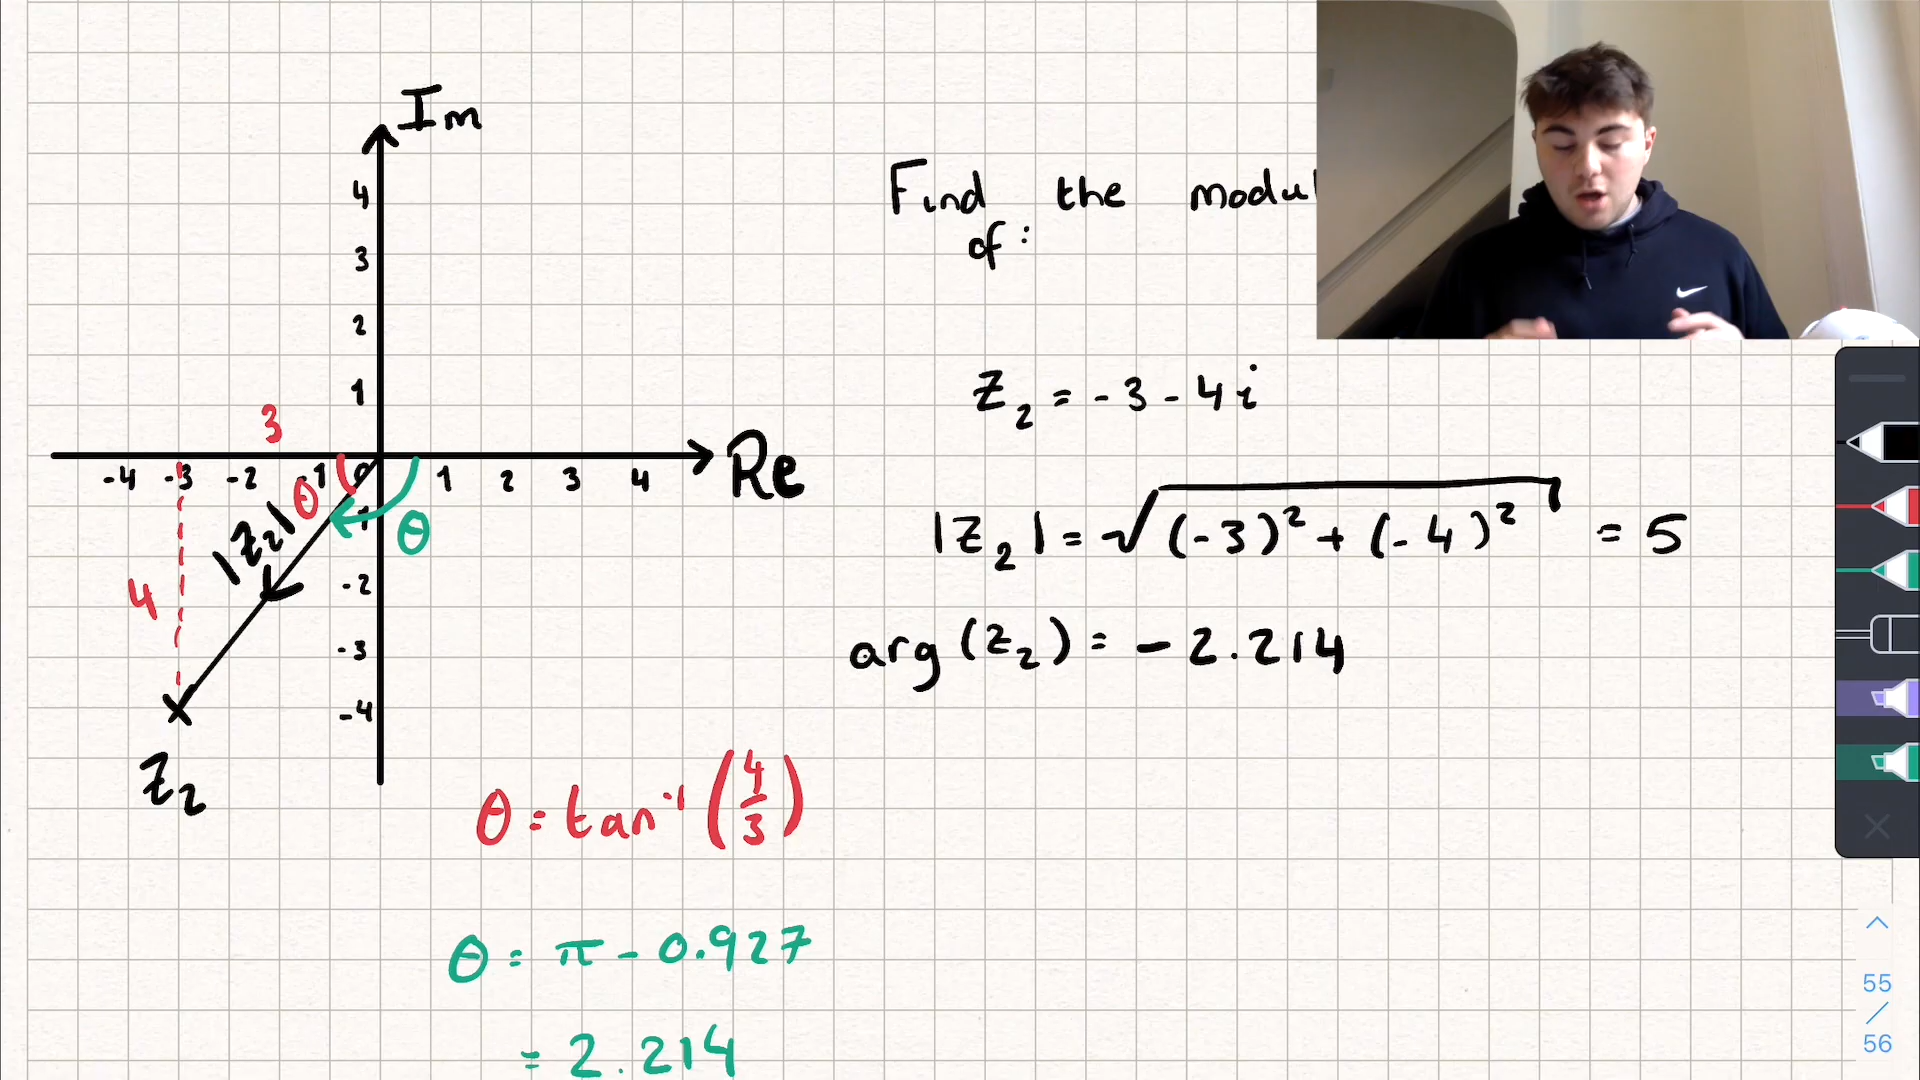 Im
4
3
2
1
3
-4 -3 -2 -1 0 1 2 3 4 Re
θ
-1
θ
|Z₂|
4
-2
-3
-4
Z₂
θ = tan⁻¹(4/3)
θ = π - 0.927
= 2.214
Find the modul
of:
Z₂ = -3 - 4i
|Z₂| = √((-3)² + (-4)²) = 5
arg(Z₂) = -2.214
55
/
56